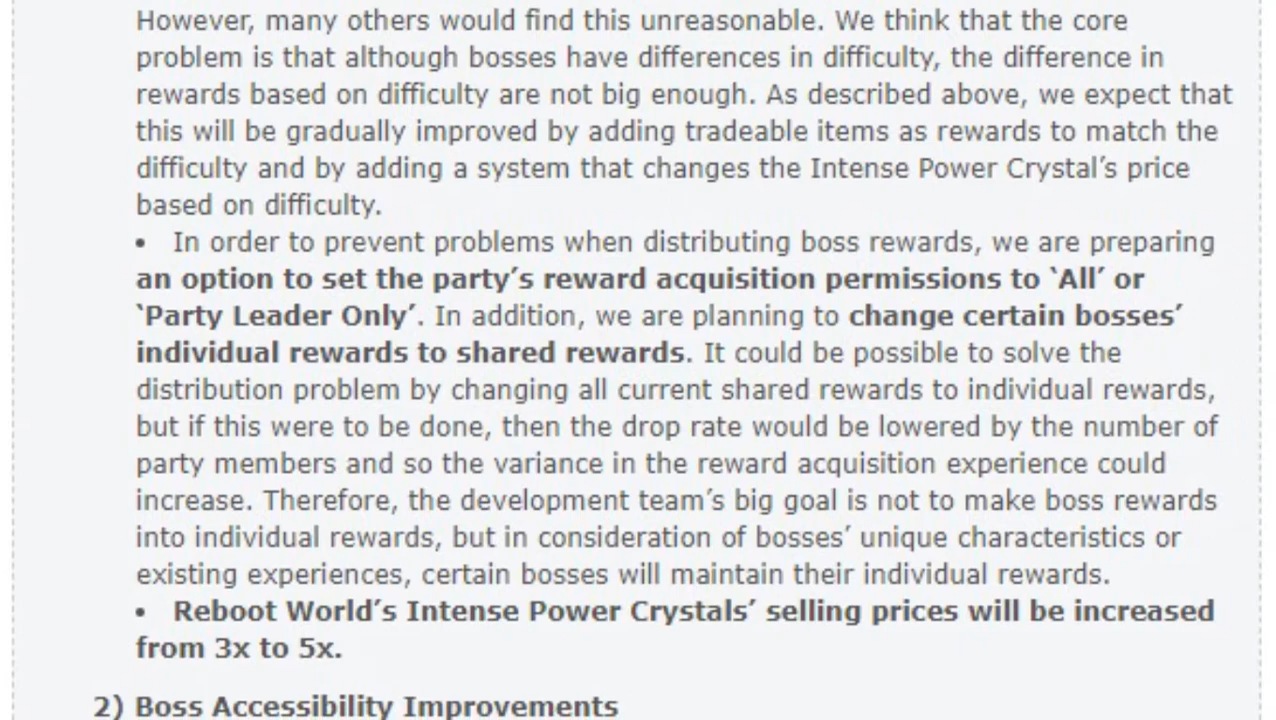 However, many others would find this unreasonable. We think that the core
problem is that although bosses have differences in difficulty, the difference in
rewards based on difficulty are not big enough. As described above, we expect that
this will be gradually improved by adding tradeable items as rewards to match the
difficulty and by adding a system that changes the Intense Power Crystal’s price
based on difficulty.
• In order to prevent problems when distributing boss rewards, we are preparing
an option to set the party’s reward acquisition permissions to ‘All’ or
‘Party Leader Only’. In addition, we are planning to change certain bosses’
individual rewards to shared rewards. It could be possible to solve the
distribution problem by changing all current shared rewards to individual rewards,
but if this were to be done, then the drop rate would be lowered by the number of
party members and so the variance in the reward acquisition experience could
increase. Therefore, the development team’s big goal is not to make boss rewards
into individual rewards, but in consideration of bosses’ unique characteristics or
existing experiences, certain bosses will maintain their individual rewards.
• Reboot World’s Intense Power Crystals’ selling prices will be increased
from 3x to 5x.
2) Boss Accessibility Improvements